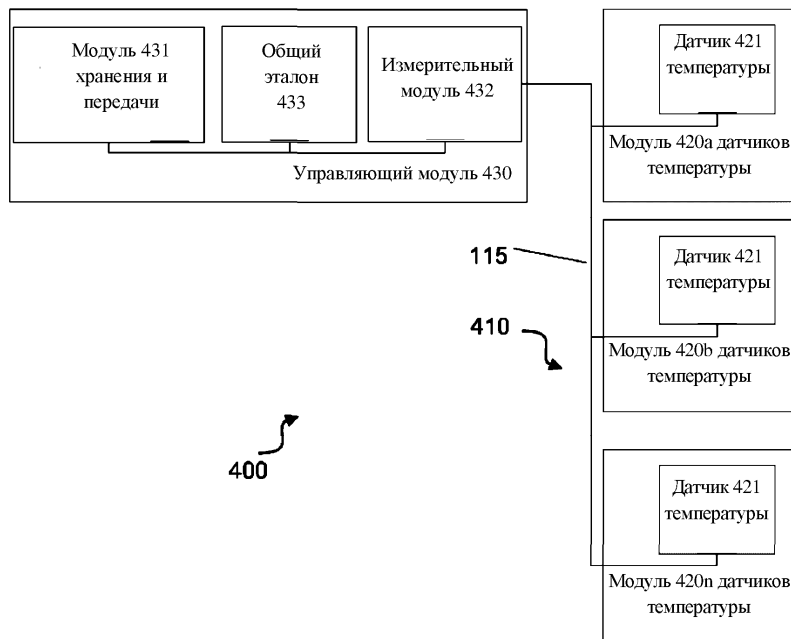 Модуль 431
хранения и
передачи
Общий
эталон
433
Измерительный
модуль 432
Управляющий модуль 430
Датчик 421
температуры
Модуль 420a датчиков
температуры
115
Датчик 421
температуры
410
Модуль 420b датчиков
температуры
400
Датчик 421
температуры
Модуль 420n датчиков
температуры